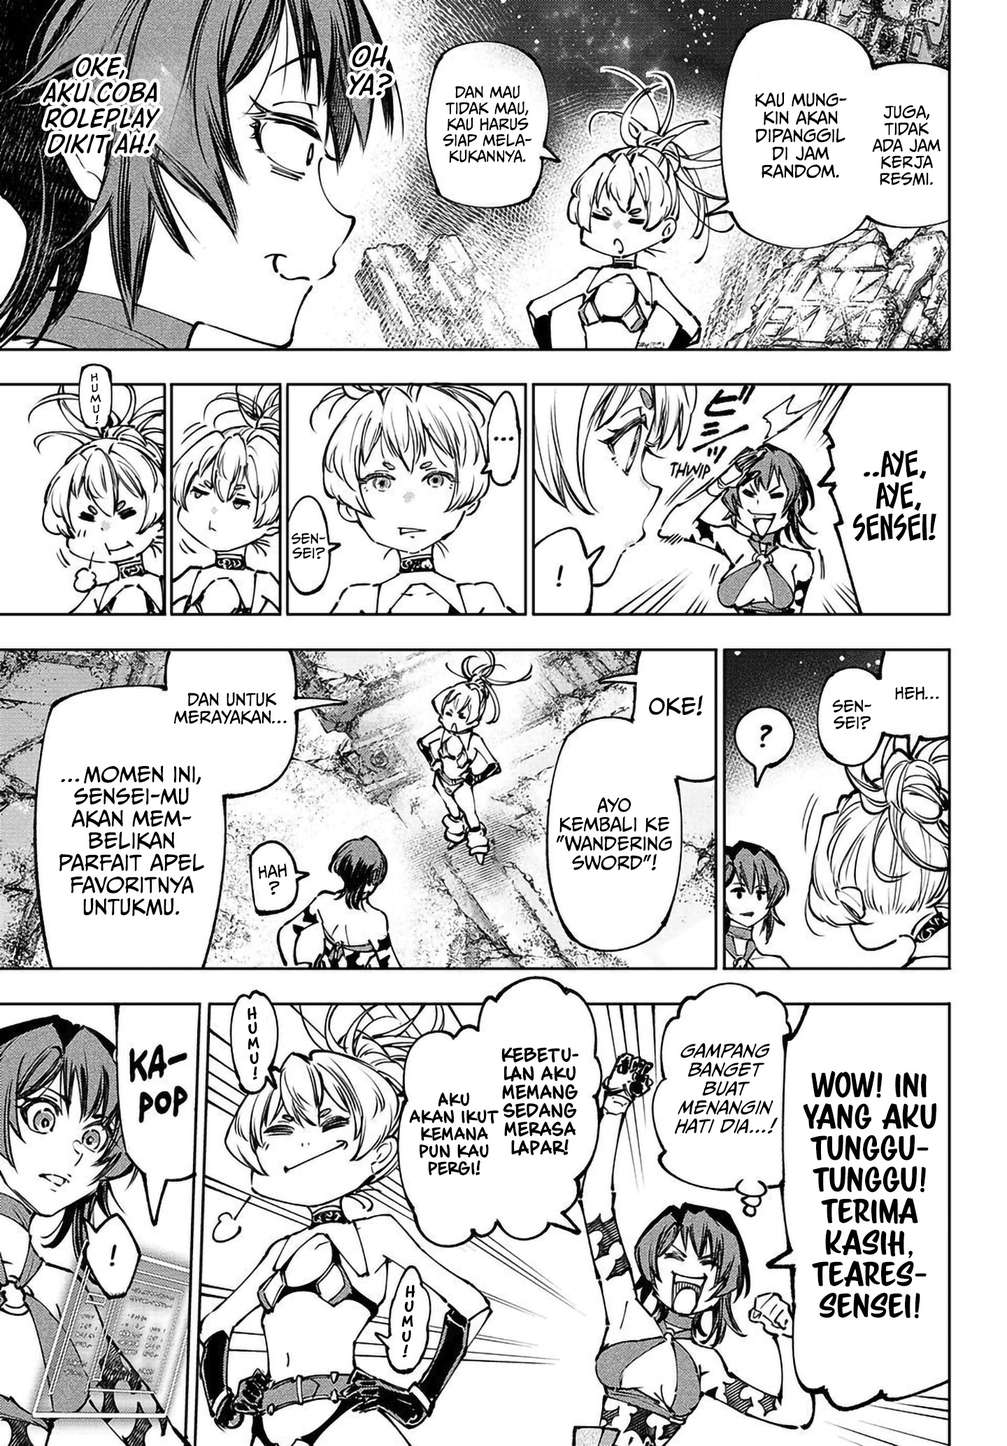 JUGA,
TIDAK
ADA JAM
KERJA
RESMI.
KAU MUNG-
KIN AKAN
DIPANGGIL
DI JAM
RANDOM.
DAN MAU
TIDAK MAU,
KAU HARUS
SIAP MELA-
KUKANNYA.
OH
YA?
OKE,
AKU COBA
ROLEPLAY
DIKIT AH!
..AYE,
AYE,
SENSEI!
ビッ
THWIP
!
...
SEN-
SEI?
HUMU!
HEH...
SEN-
SEI?
?
OKE!
AYO
KEMBALI KE
"WANDERING
SWORD"!
DAN UNTUK
MERAYAKAN...
...MOMEN INI,
SENSEI-MU
AKAN MEM-
BELIKAN
PARFAIT APEL
FAVORITNYA
UNTUKMU.
HAH
?
WOW! INI
YANG AKU
TUNGGU-
TUNGGU!
TERIMA
KASIH,
TEARES-
SENSEI!
GAMPANG
BANGET
BUAT
MENANGIN
HATI DIA...!
KEBETU-
LAN AKU
MEMANG
SEDANG
MERASA
LAPAR!
AKU
AKAN IKUT
KEMANA
PUN KAU
PERGI!
HUMU!
HUMU!
KA-
POP
!